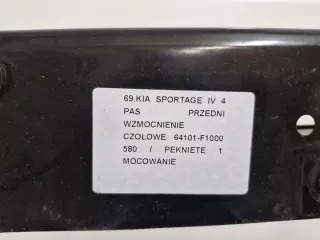 69.KIA SPORTAGE IV 4
PAS PRZEDNI
WZMOCNIENIE
CZOŁOWE 64101-F1000
580 / PEKNIETE 1
MOCOWANIE